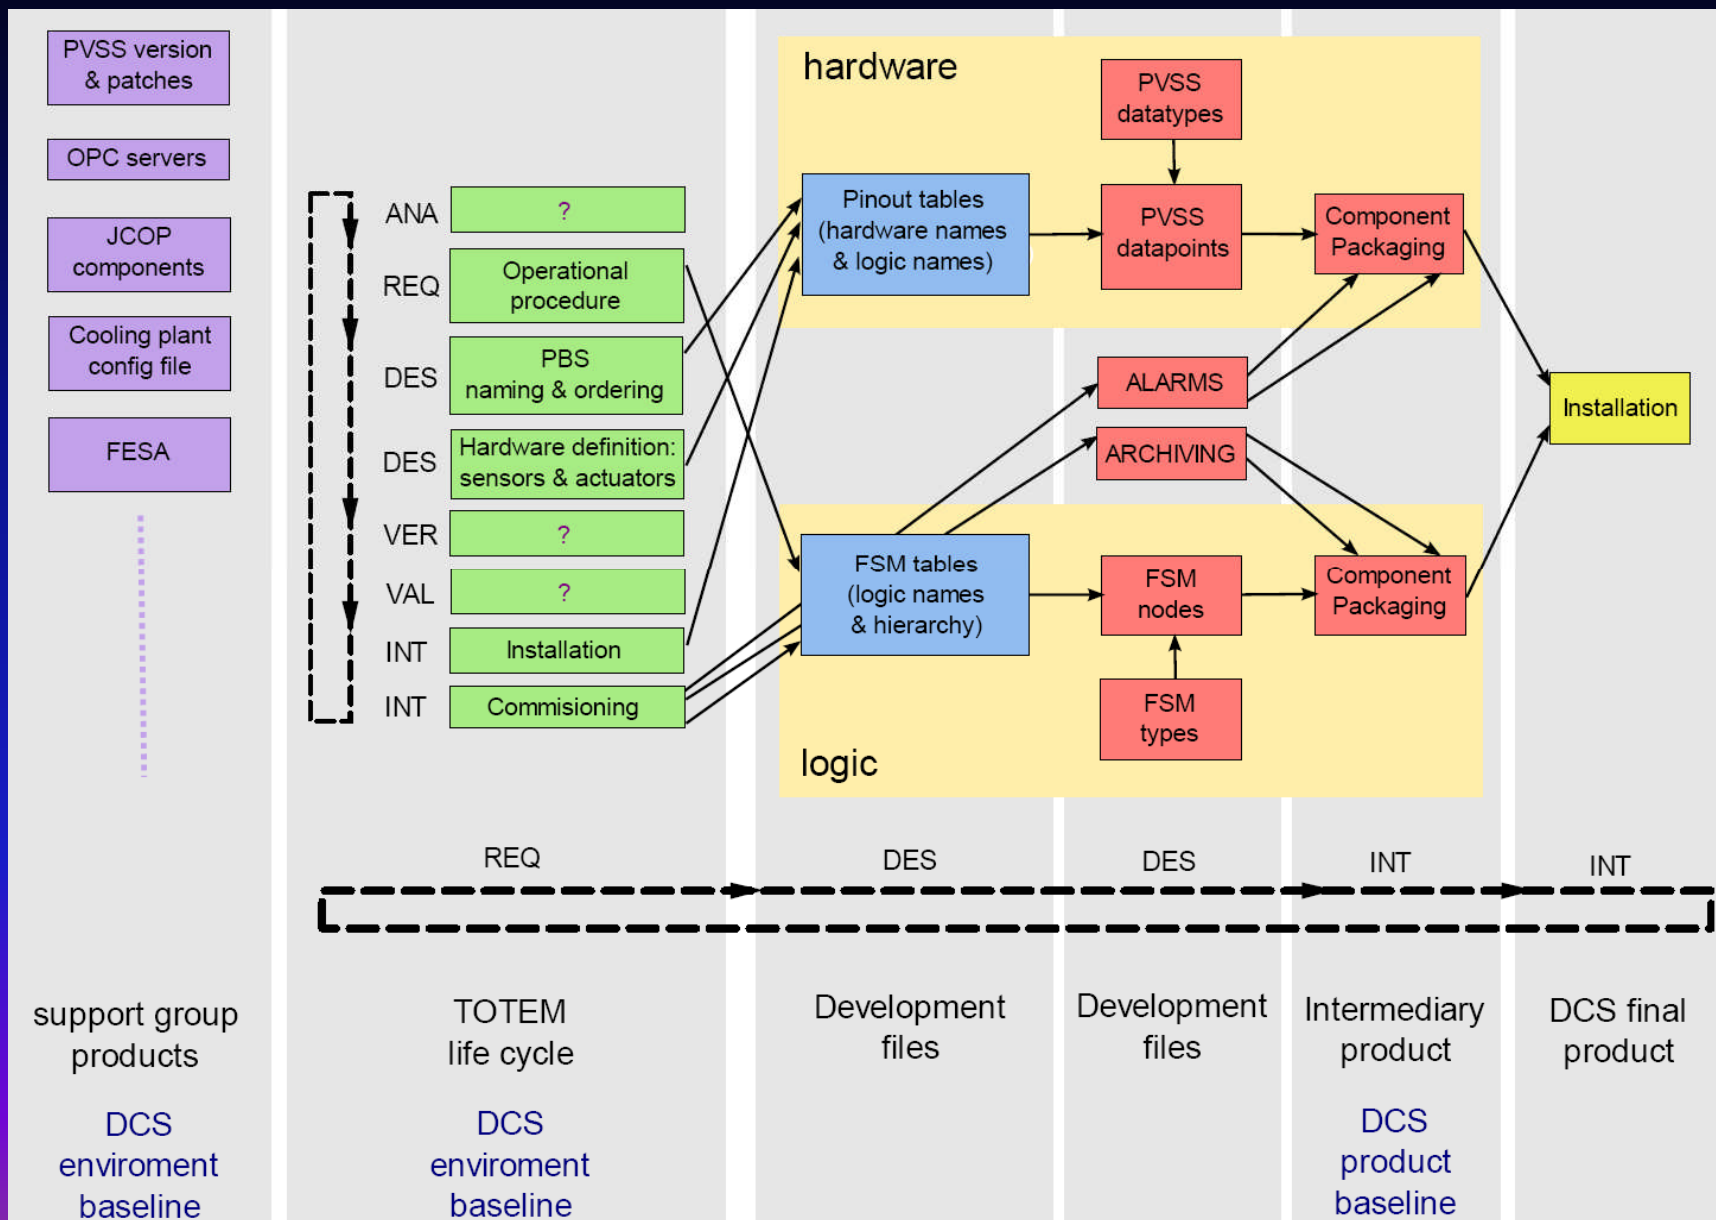 PVSS version
& patches
OPC servers
JCOP
components
Cooling plant
config file
FESA
ANA
?
REQ
Operational
procedure
DES
PBS
naming & ordering
DES
Hardware definition:
sensors & actuators
VER
?
VAL
?
INT
Installation
INT
Commisioning
hardware
Pinout tables
(hardware names
& logic names)
PVSS
datatypes
PVSS
datapoints
Component
Packaging
ALARMS
ARCHIVING
Installation
FSM tables
(logic names
& hierarchy)
FSM
nodes
Component
Packaging
FSM
types
logic
REQ
DES
DES
INT
INT
support group
products
TOTEM
life cycle
Development
files
Development
files
Intermediary
product
DCS final
product
DCS
enviroment
baseline
DCS
enviroment
baseline
DCS
product
baseline